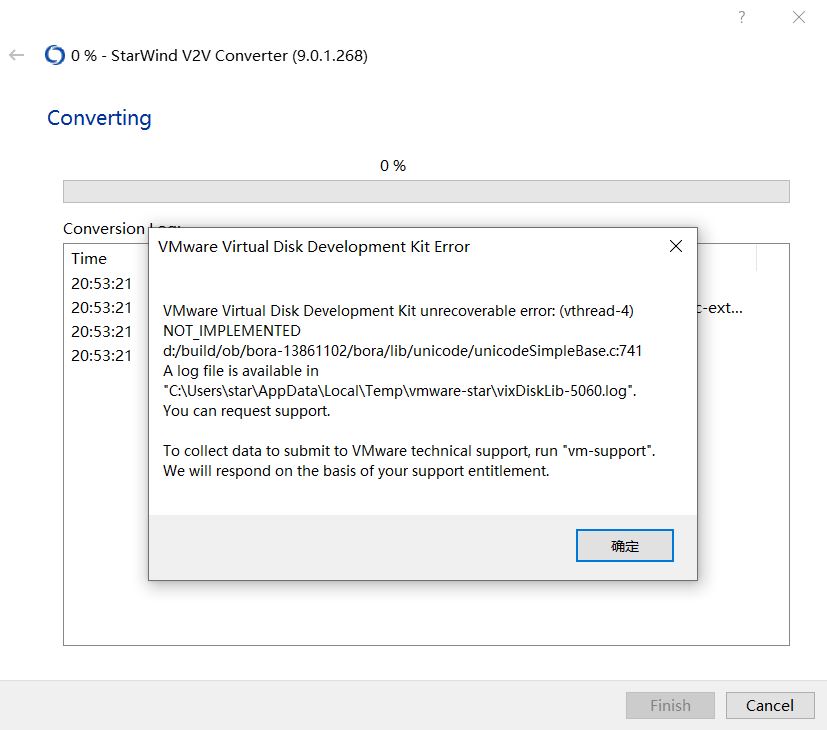 ?
0 % - StarWind V2V Converter (9.0.1.268)
Converting
0 %
Conversion Log:
VMware Virtual Disk Development Kit Error
Time
20:53:21
20:53:21
20:53:21
20:53:21
c-ext...
VMware Virtual Disk Development Kit unrecoverable error: (vthread-4)
NOT_IMPLEMENTED
d:/build/ob/bora-13861102/bora/lib/unicode/unicodeSimpleBase.c:741
A log file is available in
"C:\Users\star\AppData\Local\Temp\vmware-star\vixDiskLib-5060.log".
You can request support.
To collect data to submit to VMware technical support, run "vm-support".
We will respond on the basis of your support entitlement.
确定
Finish
Cancel